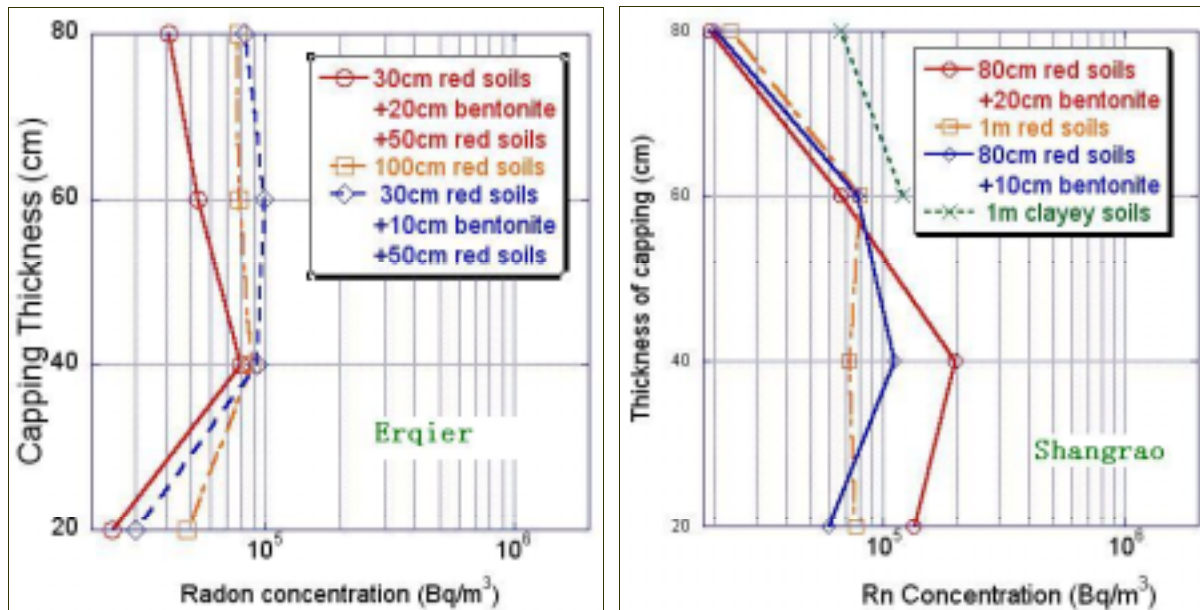 80
60
40
20
Capping Thickness (cm)
30cm red soils
+20cm bentonite
+50cm red soils
100cm red soils
30cm red soils
+10cm bentonite
+50cm red soils
Erqier
10⁵
10⁶
Radon concentration (Bq/m³)
80
60
40
20
Thickness of capping (cm)
80cm red soils
+20cm bentonite
1m red soils
80cm red soils
+10cm bentonite
1m clayey soils
Shangrao
10⁵
10⁶
Rn Concentration (Bq/m³)